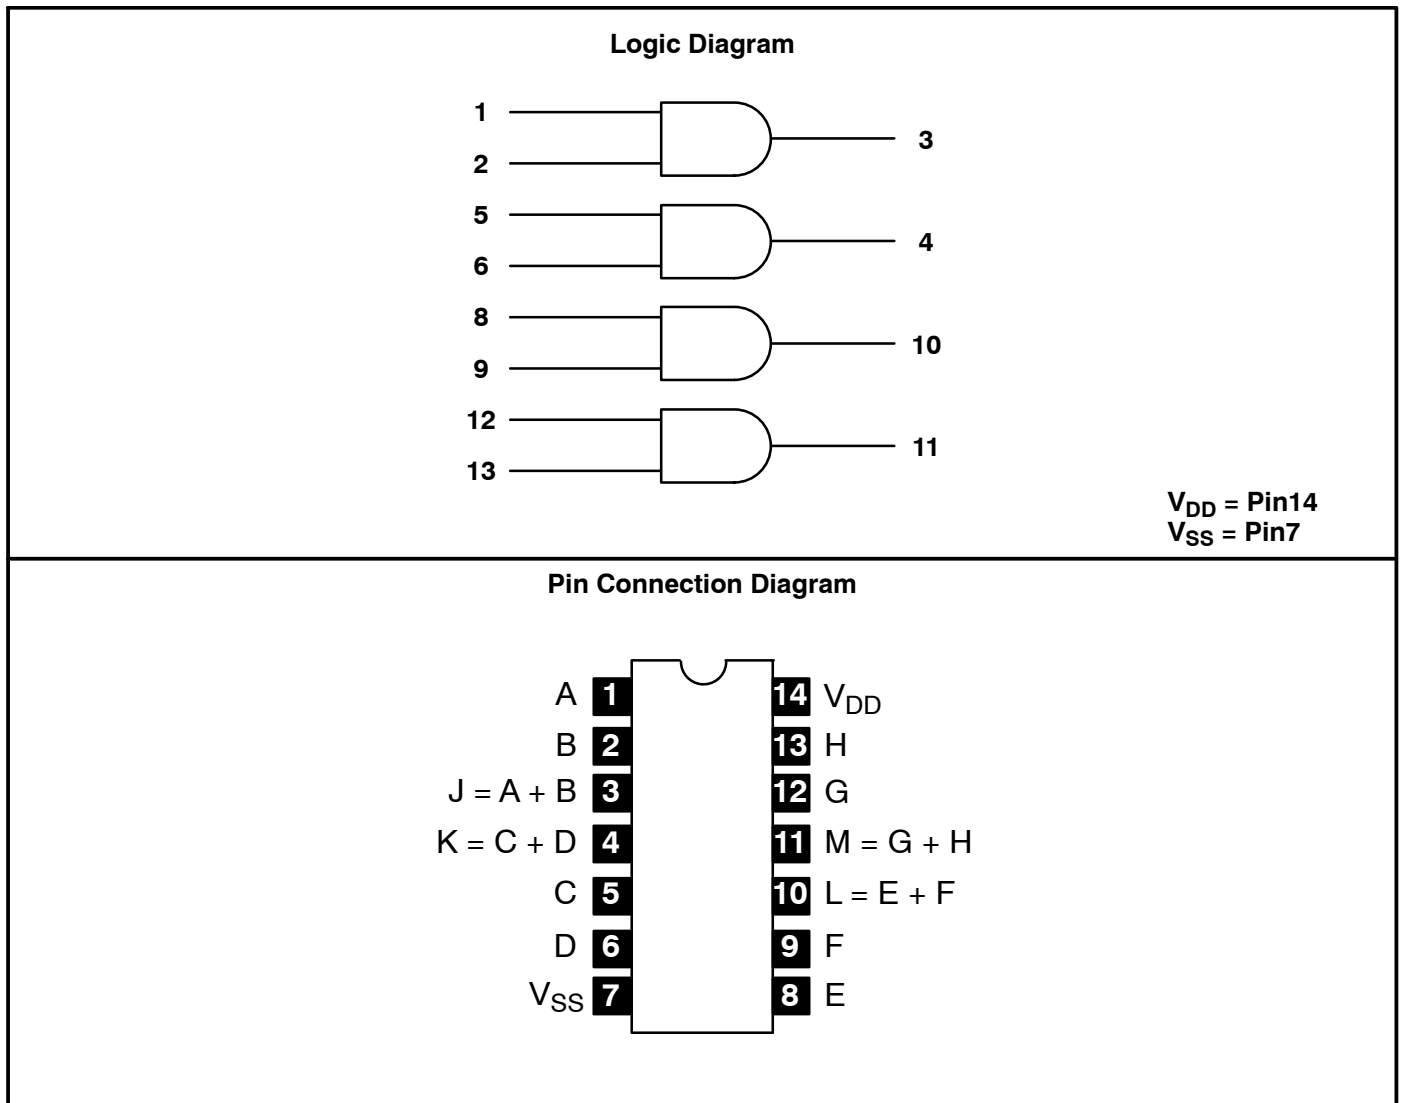 Logic Diagram
1
3
2
5
4
6
8
10
9
12
11
13
VDD = Pin14
VSS = Pin7
Pin Connection Diagram
A 1 14 VDD
B 2 13 H
J = A + B 3 12 G
K = C + D 4 11 M = G + H
C 5 10 L = E + F
D 6 9 F
VSS 7 8 E